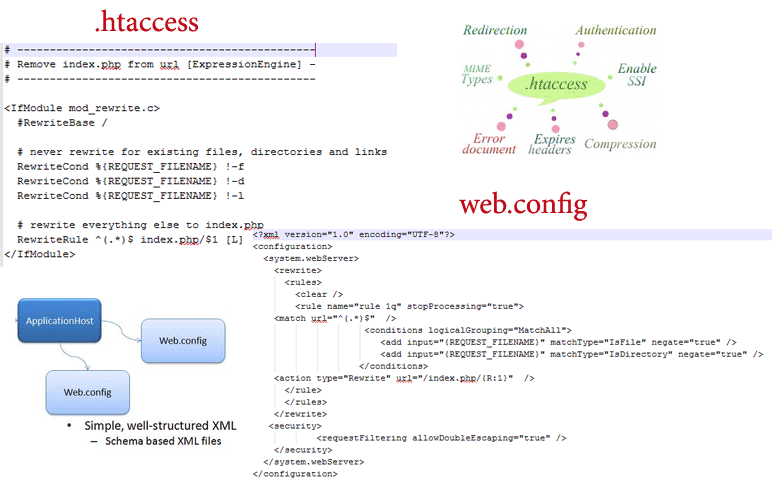 .htaccess
# ----------------------------------------------
# Remove index.php from url [ExpressionEngine] -
# ----------------------------------------------
<IfModule mod_rewrite.c>
#RewriteBase /
# never rewrite for existing files, directories and links
RewriteCond %{REQUEST_FILENAME} !-f
RewriteCond %{REQUEST_FILENAME} !-d
RewriteCond %{REQUEST_FILENAME} !-l
# rewrite everything else to index.php
RewriteRule ^(.*)$ index.php/$1 [L]
</IfModule>
Redirection
Authentication
MIME
Types
.htaccess
Enable
SSI
Error
document
Expires
headers
Compression
web.config
<?xml version="1.0" encoding="UTF-8"?>
<configuration>
<system.webServer>
<rewrite>
<rules>
<clear />
<rule name="rule 1q" stopProcessing="true">
<match url="^(.*)$" />
<conditions logicalGrouping="MatchAll">
<add input="{REQUEST_FILENAME}" matchType="IsFile" negate="true" />
<add input="{REQUEST_FILENAME}" matchType="IsDirectory" negate="true" />
</conditions>
<action type="Rewrite" url="/index.php/{R:1}" />
</rule>
</rules>
</rewrite>
<security>
<requestFiltering allowDoubleEscaping="true" />
</security>
</system.webServer>
</configuration>
ApplicationHost
Web.config
Web.config
• Simple, well-structured XML
– Schema based XML files